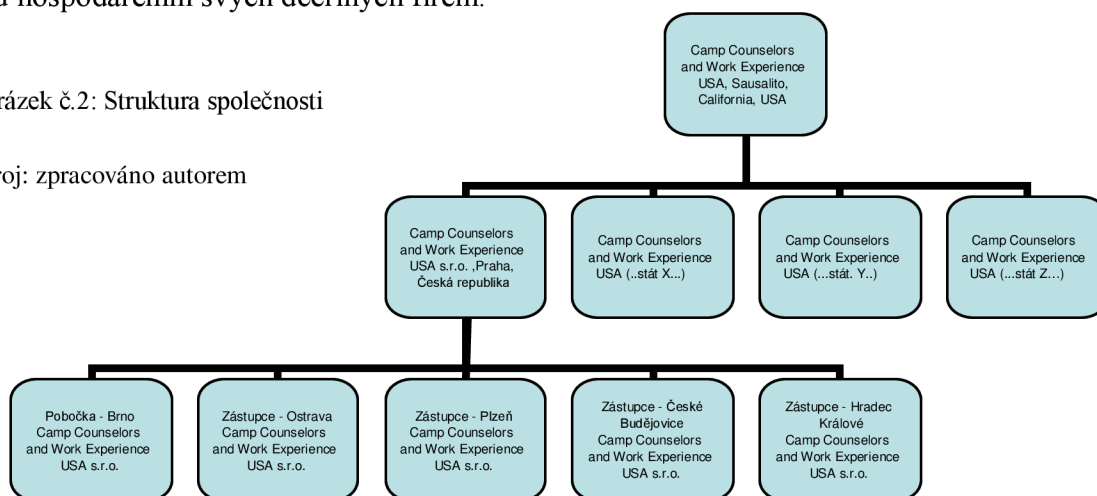 hospodařením svých dceřiných firem.
Camp Counselors
and Work Experience
USA, Sausalito,
California, USA
rázek č.2: Struktura společnosti
roj: zpracováno autorem
Camp Counselors
and Work Experience
USA s.r.o. ,Praha,
Česká republika
Camp Counselors
and Work Experience
USA (..stát X...)
Camp Counselors
and Work Experience
USA (...stát. Y..)
Camp Counselors
and Work Experience
USA (...stát Z...)
Pobočka - Brno
Camp Counselors
and Work Experience
USA s.r.o.
Zástupce - Ostrava
Camp Counselors
and Work Experience
USA s.r.o.
Zástupce - Plzeň
Camp Counselors
and Work Experience
USA s.r.o.
Zástupce - České
Budějovice
Camp Counselors
and Work Experience
USA s.r.o.
Zástupce - Hradec
Králové
Camp Counselors
and Work Experience
USA s.r.o.